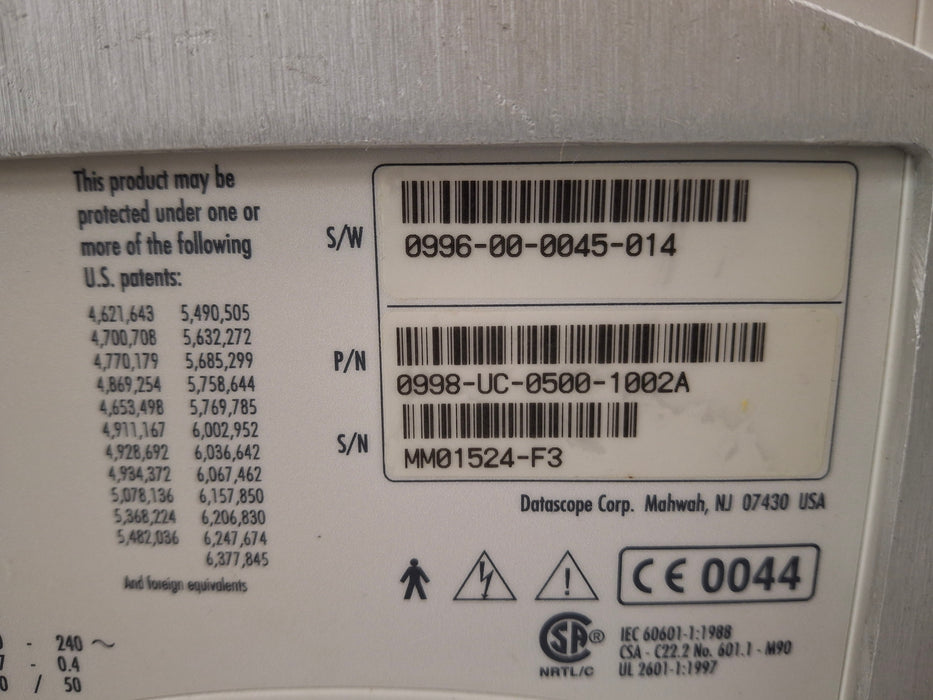 This product may be
protected under one or
more of the following
U.S. patents:
4,621,643 5,490,505
4,700,708 5,632,272
4,770,179 5,685,299
4,869,254 5,758,644
4,653,498 5,769,785
4,911,167 6,002,952
4,928,692 6,036,642
4,934,372 6,067,462
5,078,136 6,157,850
5,368,224 6,206,830
5,482,036 6,247,674
6,377,845
And foreign equivalents
S/W
0996-00-0045-014
P/N
0998-UC-0500-1002A
S/N
MM01524-F3
Datascope Corp. Mahwah, NJ 07430 USA
CE 0044
SA ®
NRTL/C
IEC 60601-1:1988
CSA - C22.2 No. 601.1 - M90
UL 2601-1:1997
- 240 ~
- 0.4
/ 50